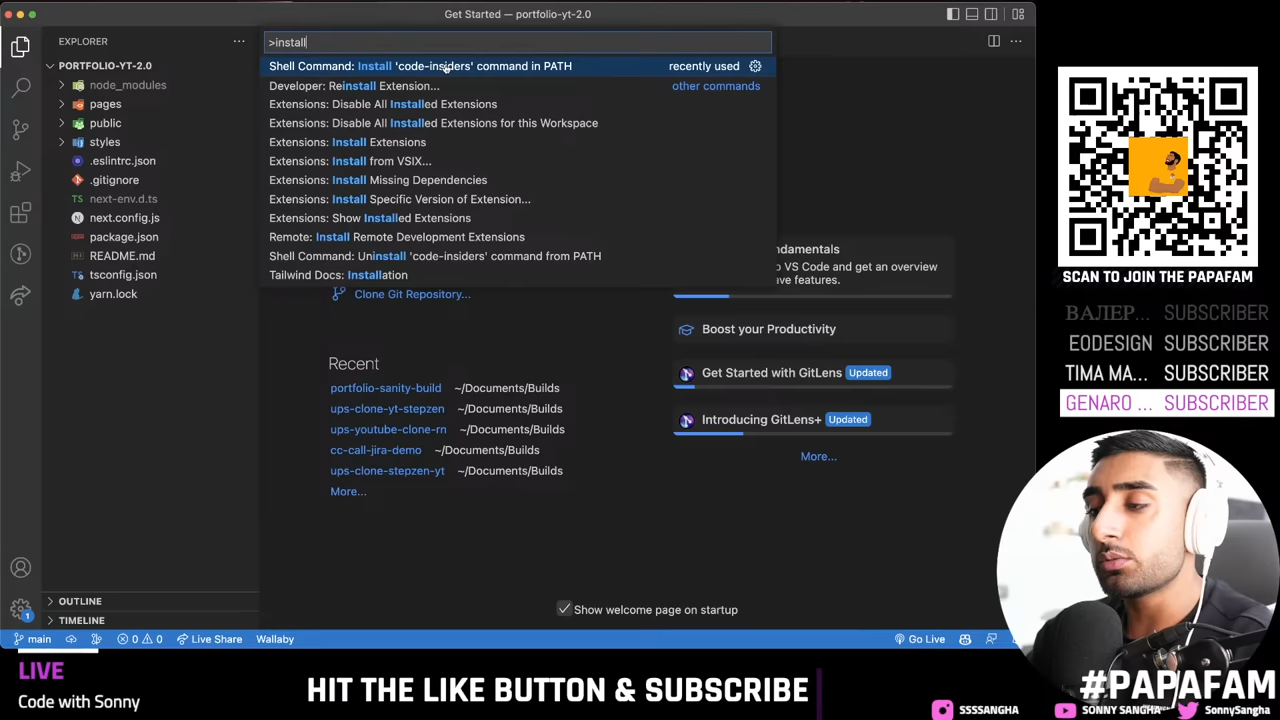 Get Started — portfolio-yt-2.0
EXPLORER
PORTFOLIO-YT-2.0
node_modules
pages
public
styles
.eslintrc.json
.gitignore
TS next-env.d.ts
next.config.js
package.json
README.md
tsconfig.json
yarn.lock
OUTLINE
TIMELINE
>install
Shell Command: Install 'code-insiders' command in PATH recently used
Developer: Reinstall Extension... other commands
Extensions: Disable All Installed Extensions
Extensions: Disable All Installed Extensions for this Workspace
Extensions: Install Extensions
Extensions: Install from VSIX...
Extensions: Install Missing Dependencies
Extensions: Install Specific Version of Extension...
Extensions: Show Installed Extensions
Remote: Install Remote Development Extensions
Shell Command: Uninstall 'code-insiders' command from PATH
Tailwind Docs: Installation
Clone Git Repository...
Recent
portfolio-sanity-build ~/Documents/Builds
ups-clone-yt-stepzen ~/Documents/Builds
ups-youtube-clone-rn ~/Documents/Builds
cc-call-jira-demo ~/Documents/Builds
ups-clone-stepzen-yt ~/Documents/Builds
More...
ndamentals
o VS Code and get an overview
ve features.
Boost your Productivity
Get Started with GitLens Updated
Introducing GitLens+ Updated
More...
Show welcome page on startup
1
main 0 0 Live Share Wallaby Go Live
SCAN TO JOIN THE PAPAFAM
ВАЛЕР... SUBSCRIBER
EODESIGN SUBSCRIBER
TIMA MA... SUBSCRIBER
GENARO ... SUBSCRIBER
LIVE
Code with Sonny
HIT THE LIKE BUTTON & SUBSCRIBE
#PAPAFAM
SSSSANGHA SONNY SANGHA SonnySangha